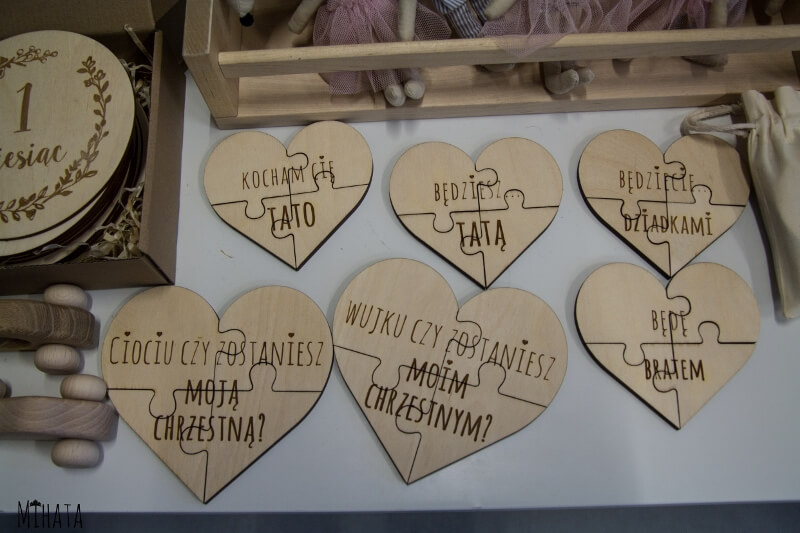 1
miesiąc
KOCHAM CIĘ
TATO
BĘDZIESZ
TATĄ
BĘDZIECIE
DZIADKAMI
CIOCIU CZY ZOSTANIESZ
MOJĄ
CHRZESTNĄ?
WUJKU CZY ZOSTANIESZ
MOIM
CHRZESTNYM?
BĘDĘ
BRATEM
MIHATA